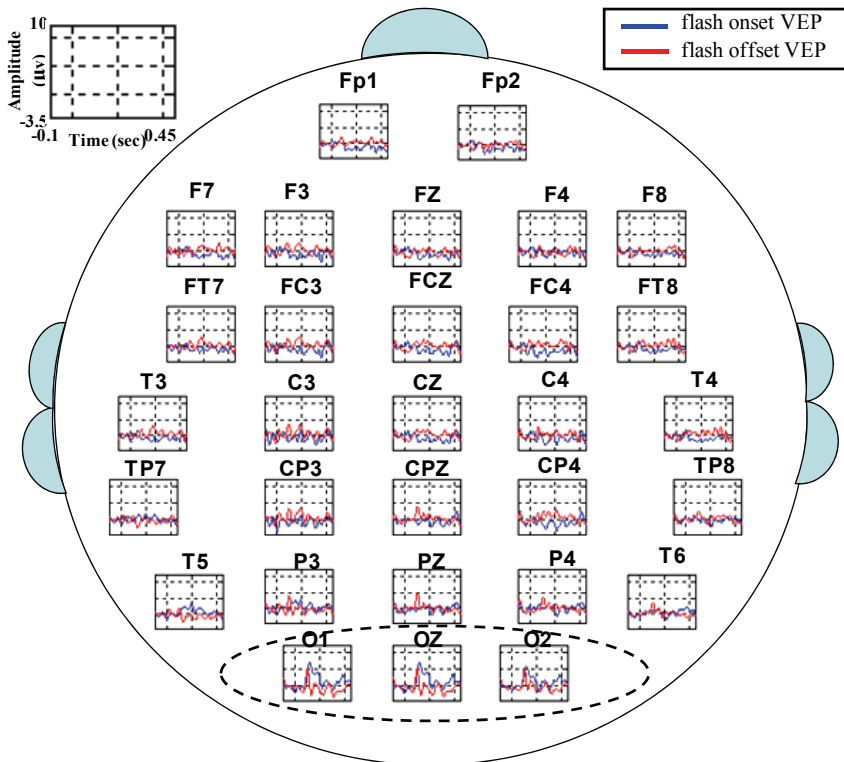 10
Amplitude
(μv)
-3.5
-0.1 Time (sec) 0.45
flash onset VEP
flash offset VEP
Fp1 Fp2
F7 F3 FZ F4 F8
FT7 FC3 FCZ FC4 FT8
T3 C3 CZ C4 T4
TP7 CP3 CPZ CP4 TP8
T5 P3 PZ P4 T6
O1 OZ O2